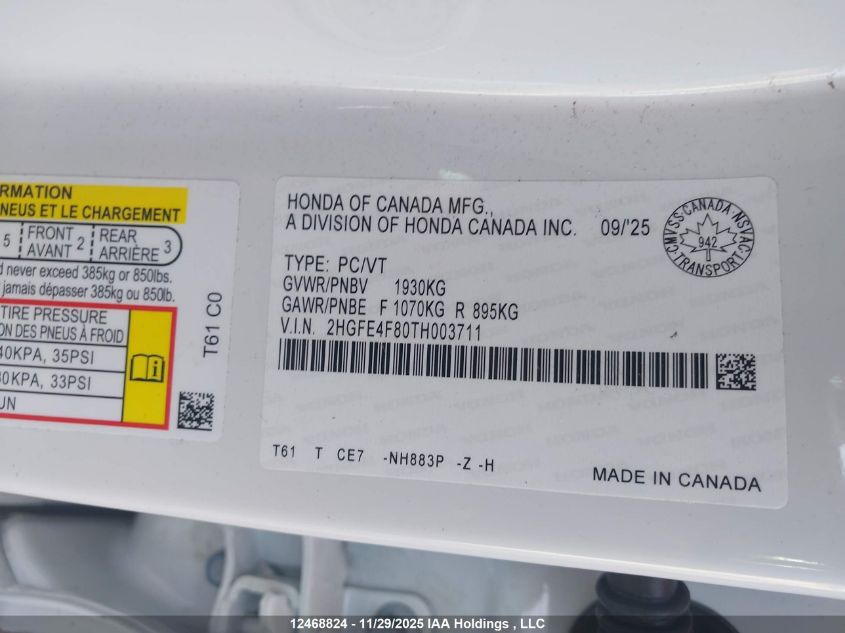 RMATION
NEUS ET LE CHARGEMENT
5 FRONT AVANT 2 REAR ARRIÈRE 3
d never exceed 385kg or 850lbs.
jamais dépasser 385kg ou 850lb.
TIRE PRESSURE
ON DES PNEUS À FROID
40KPA, 35PSI
30KPA, 33PSI
UN
T61 C0
HONDA OF CANADA MFG.,
A DIVISION OF HONDA CANADA INC. 09/'25
TYPE: PC/VT
GVWR/PNBV 1930KG
GAWR/PNBE F 1070KG R 895KG
V.I.N. 2HGFE4F80TH003711
CANADA
CMVSS NSVAC
942
TRANSPORT
T61 T CE7 -NH883P -Z -H
MADE IN CANADA
12468824 - 11/29/2025 IAA Holdings , LLC